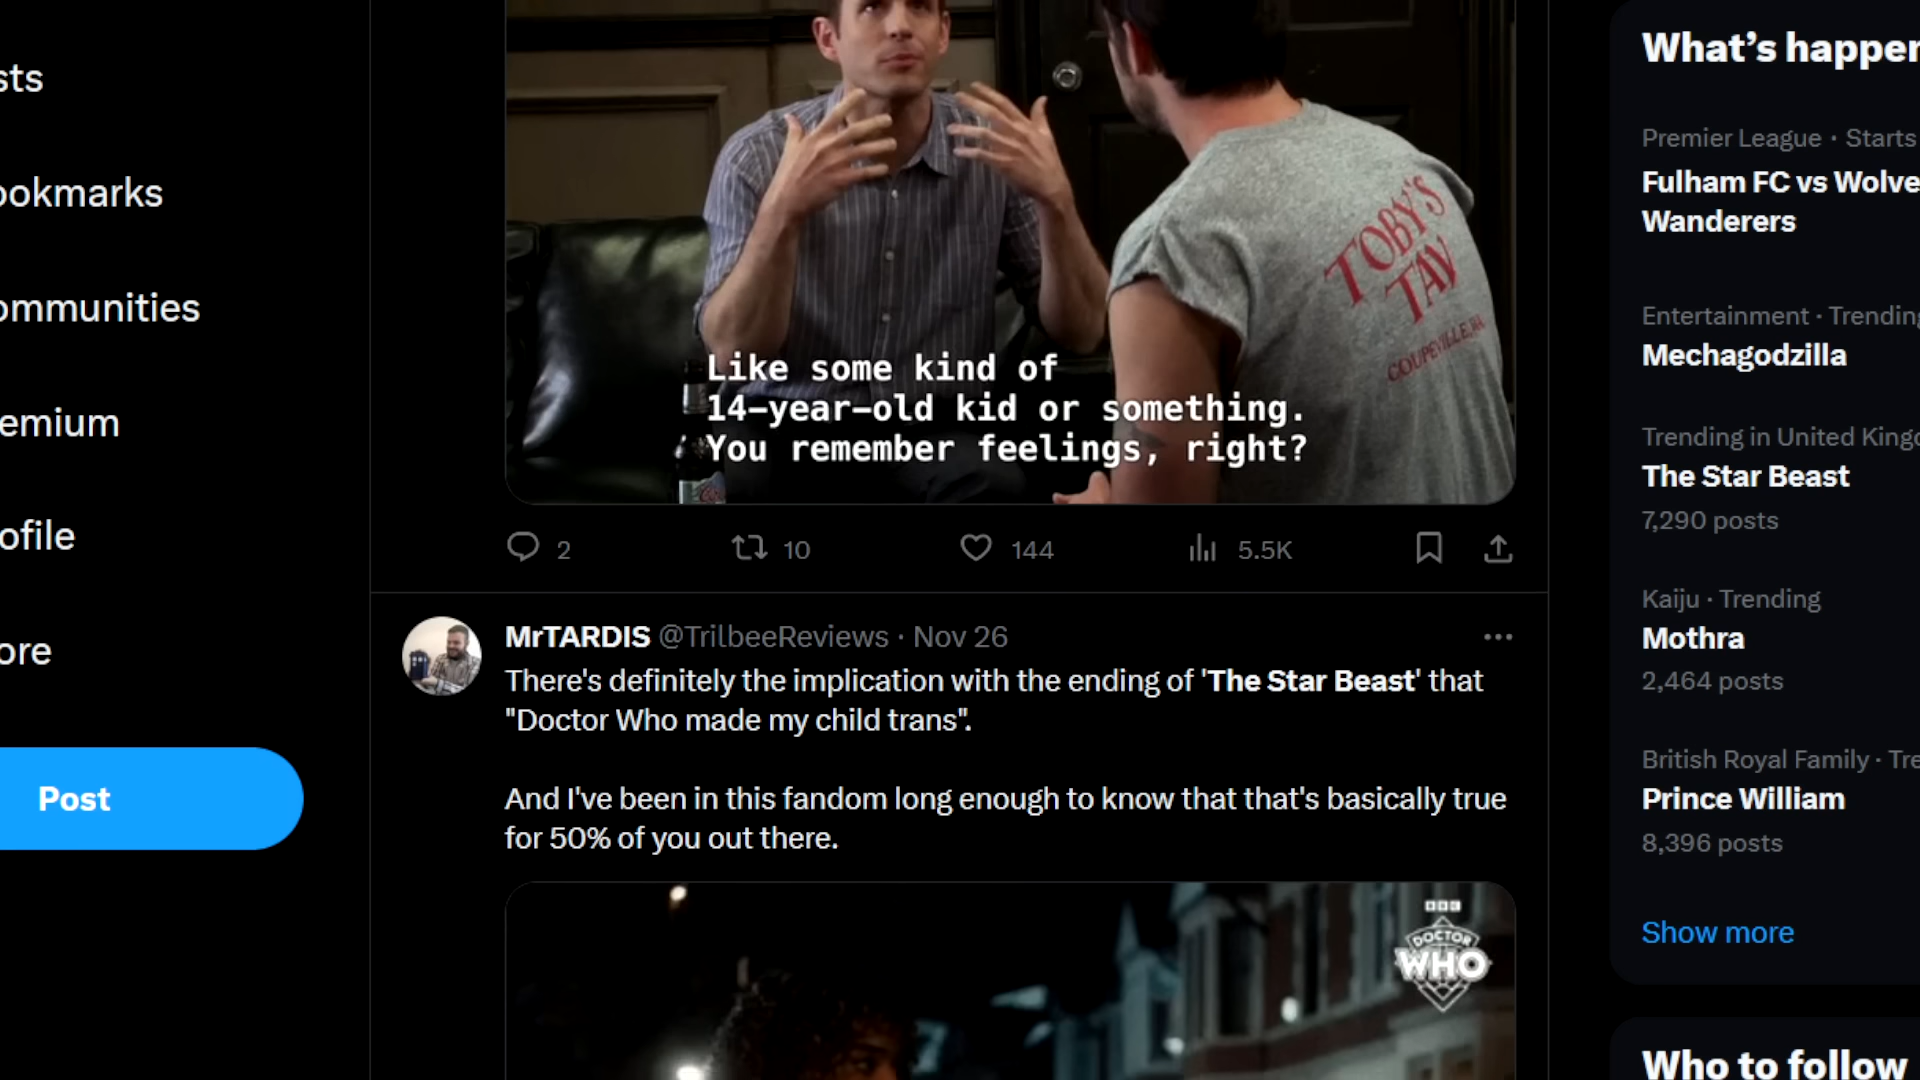 sts
ookmarks
ommunities
emium
ofile
ore
Post
TOBY'S
TAV
COUPEVILLE, WA
Like some kind of
14-year-old kid or something.
You remember feelings, right?
2
10
144
5.5K
MrTARDIS @TrilbeeReviews · Nov 26
There's definitely the implication with the ending of 'The Star Beast' that
"Doctor Who made my child trans".
And I've been in this fandom long enough to know that that's basically true
for 50% of you out there.
BBC
DOCTOR
WHO
What's happen
Premier League · Starts
Fulham FC vs Wolve
Wanderers
Entertainment · Trending
Mechagodzilla
Trending in United Kingd
The Star Beast
7,290 posts
Kaiju · Trending
Mothra
2,464 posts
British Royal Family · Tre
Prince William
8,396 posts
Show more
Who to follow